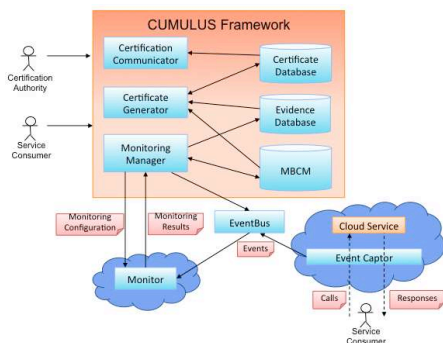 CUMULUS Framework
Certification
Communicator
Certificate
Database
Certification
Authority
Certificate
Generator
Evidence
Database
Service
Consumer
Monitoring
Manager
MBCM
Monitoring
Configuration
Monitoring
Results
EventBus
Cloud Service
Events
Event Captor
Monitor
Calls
Responses
Service
Consumer